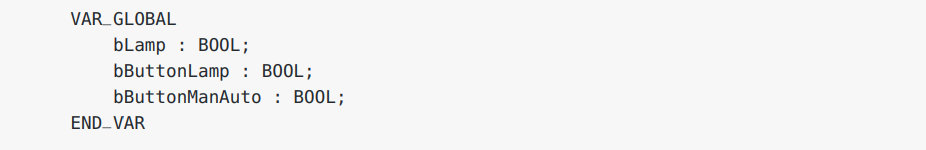 VAR_GLOBAL
    bLamp : BOOL;
    bButtonLamp : BOOL;
    bButtonManAuto : BOOL;
END_VAR